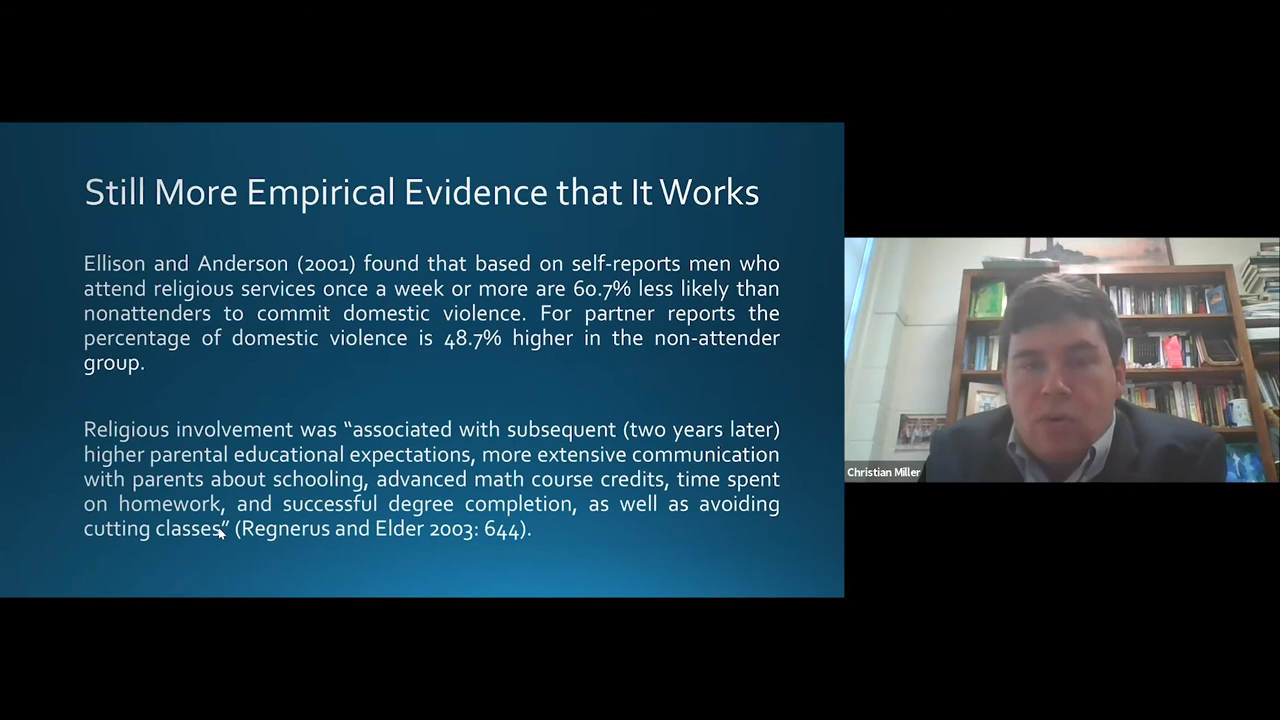 Still More Empirical Evidence that It Works
Ellison and Anderson (2001) found that based on self-reports men who
attend religious services once a week or more are 60.7% less likely than
nonattenders to commit domestic violence. For partner reports the
percentage of domestic violence is 48.7% higher in the non-attender
group.
Religious involvement was “associated with subsequent (two years later)
higher parental educational expectations, more extensive communication
with parents about schooling, advanced math course credits, time spent
on homework, and successful degree completion, as well as avoiding
cutting classes” (Regnerus and Elder 2003: 644).
Christian Miller